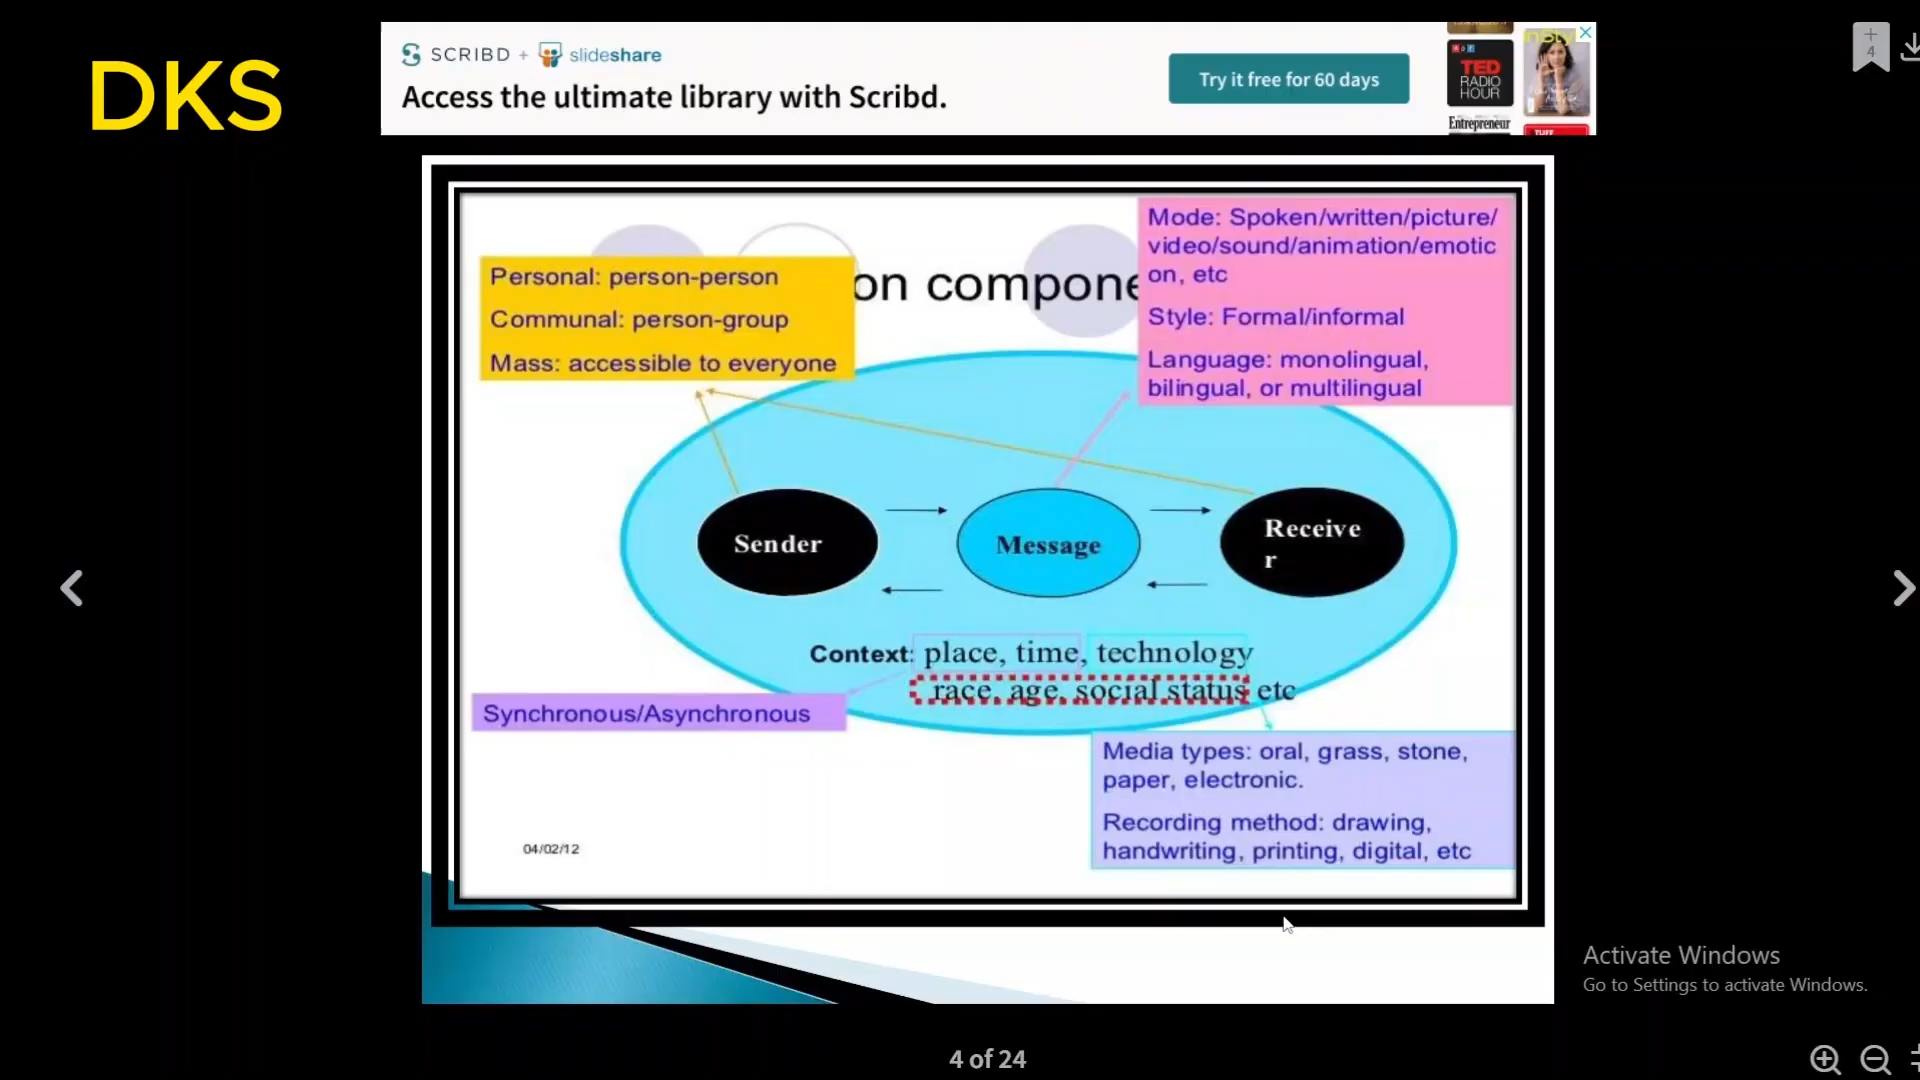 DKS
SCRIBD + slideshare
Access the ultimate library with Scribd.
Try it free for 60 days
TED
RADIO
HOUR
Entrepreneur
4
Personal: person-person
Communal: person-group
Mass: accessible to everyone
on compone
Mode: Spoken/written/picture/
video/sound/animation/emotic
on, etc
Style: Formal/informal
Language: monolingual,
bilingual, or multilingual
Sender
Message
Receive
r
Context: place, time, technology
race, age, social status etc
Synchronous/Asynchronous
Media types: oral, grass, stone,
paper, electronic.
Recording method: drawing,
handwriting, printing, digital, etc
04/02/12
Activate Windows
Go to Settings to activate Windows.
4 of 24